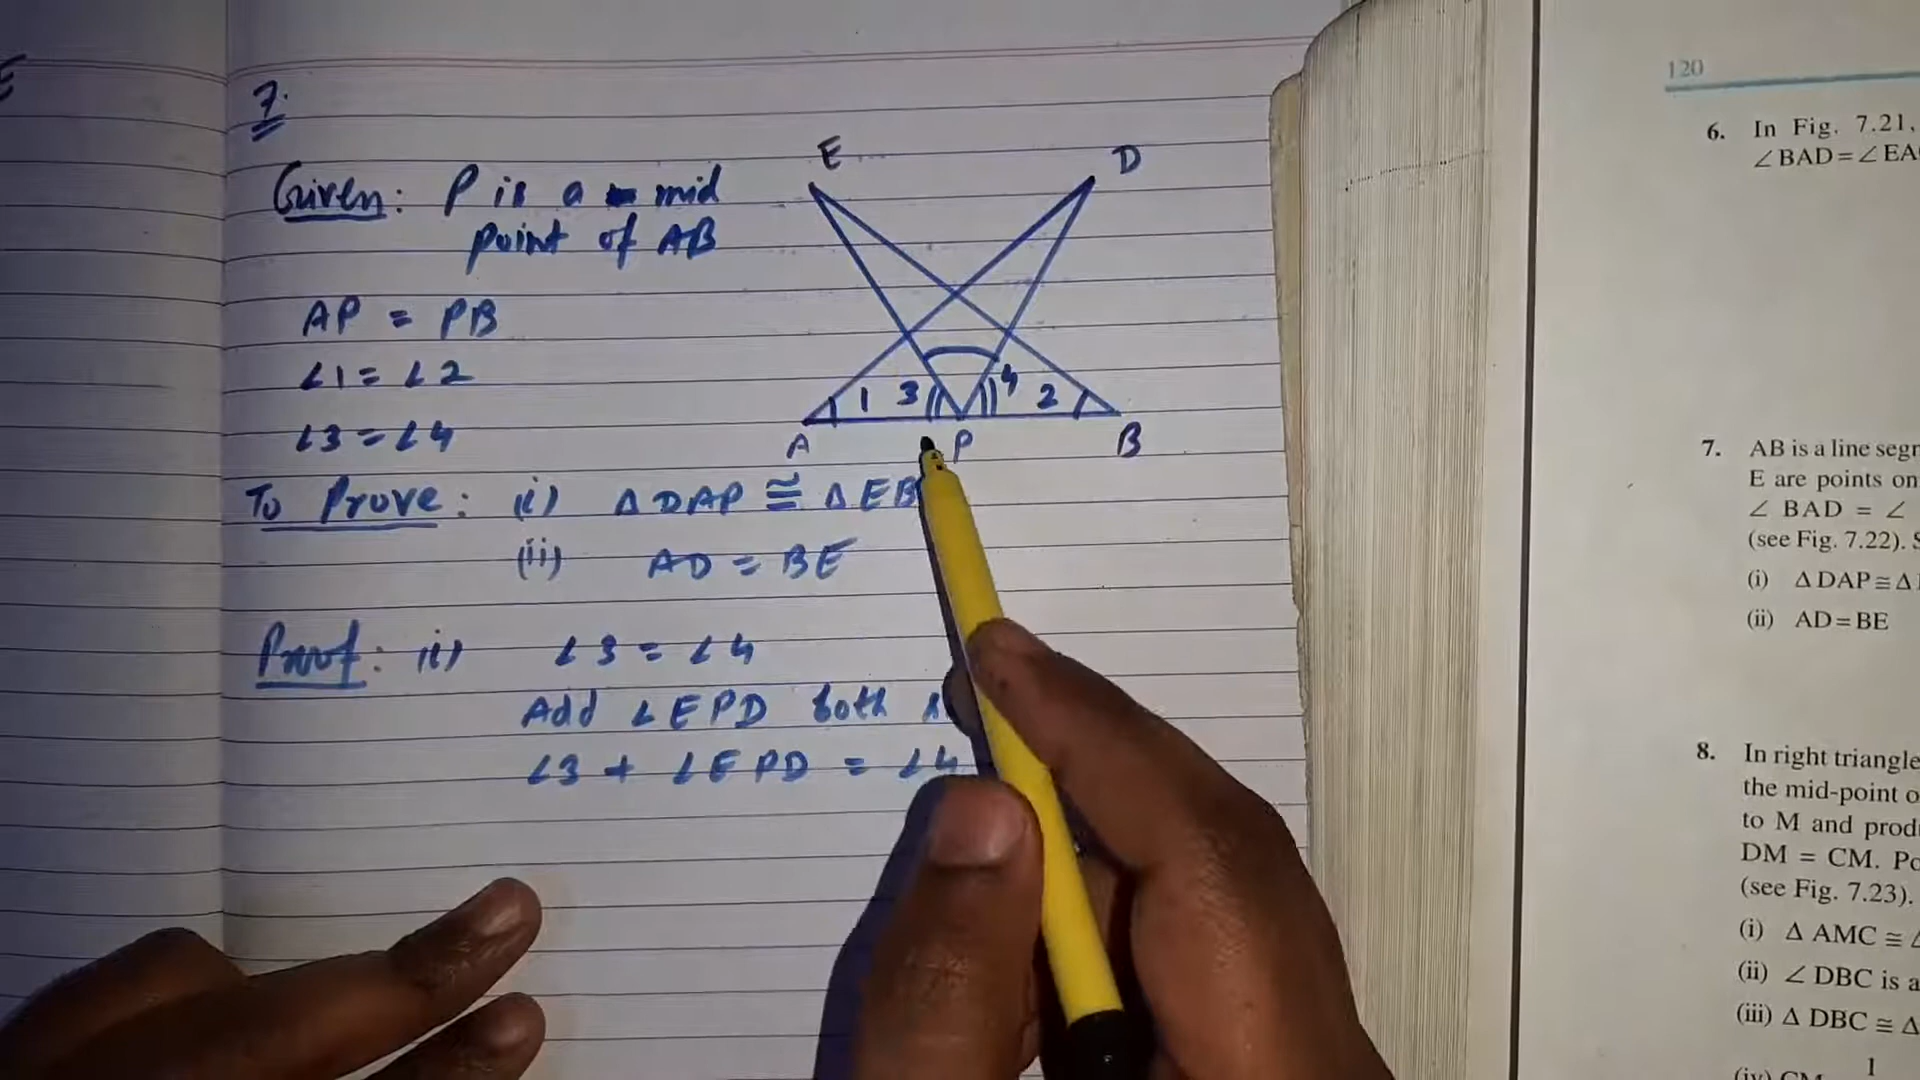 7.
Given: P is a mid
point of AB
AP = PB
∠1 = ∠2
∠3 = ∠4
E D
1 3 4 2
A P B
To Prove: (i) ΔDAP ≅ ΔEB
(ii) AD = BE
Proof: (i) ∠3 = ∠4
Add ∠EPD both
∠3 + ∠EPD = ∠4
120
6. In Fig. 7.21,
∠ BAD = ∠ EA
7. AB is a line segm
E are points on
∠ BAD = ∠
(see Fig. 7.22). S
(i) Δ DAP ≅ Δ
(ii) AD = BE
8. In right triangle
the mid-point o
to M and prod
DM = CM. Po
(see Fig. 7.23).
(i) Δ AMC ≅ Δ
(ii) ∠ DBC is a
(iii) Δ DBC ≅ Δ
(iv) CM 1